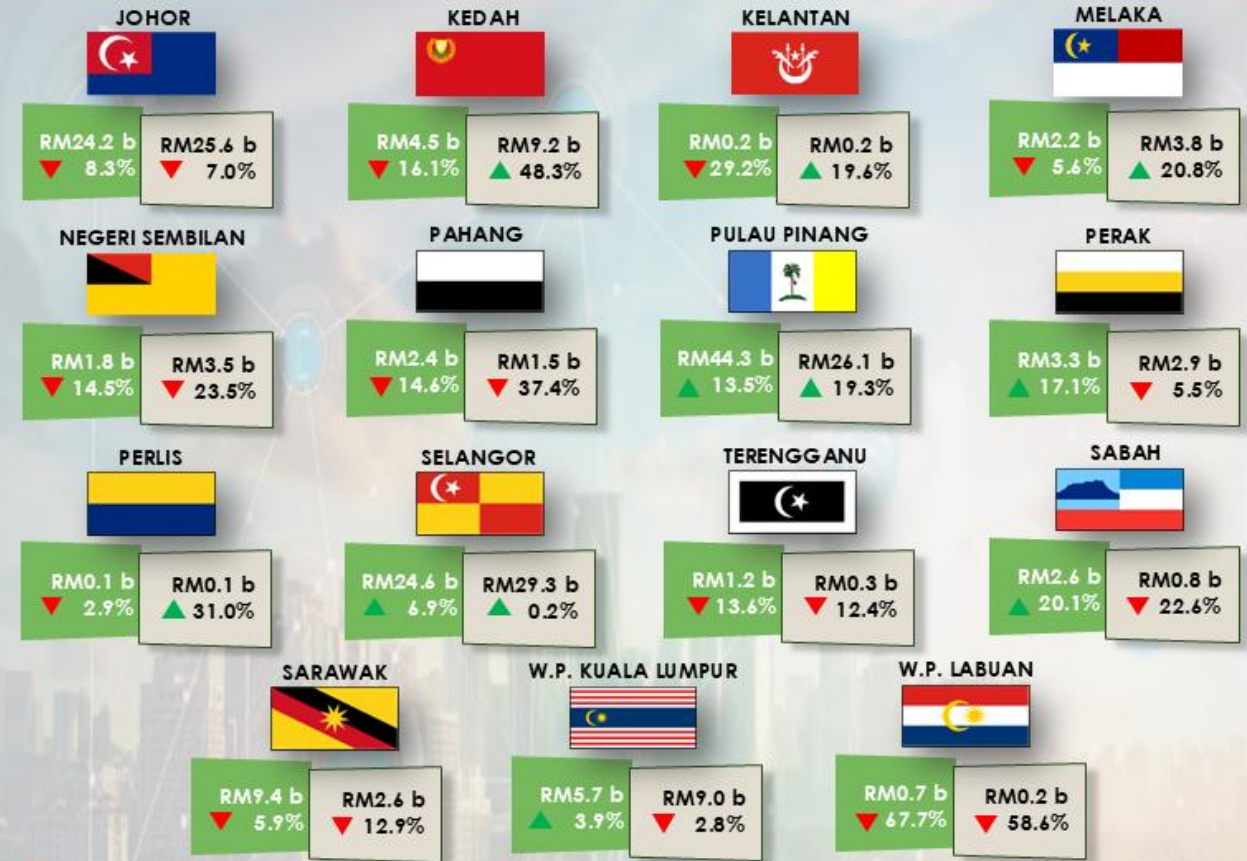 JOHOR
RM24.2 b
8.3%
RM25.6 b
7.0%
KEDAH
RM4.5 b
16.1%
RM9.2 b
48.3%
KELANTAN
RM0.2 b
29.2%
RM0.2 b
19.6%
MELAKA
RM2.2 b
5.6%
RM3.8 b
20.8%
NEGERI SEMBILAN
RM1.8 b
14.5%
RM3.5 b
23.5%
PAHANG
RM2.4 b
14.6%
RM1.5 b
37.4%
PULAU PINANG
RM44.3 b
13.5%
RM26.1 b
19.3%
PERAK
RM3.3 b
17.1%
RM2.9 b
5.5%
PERLIS
RM0.1 b
2.9%
RM0.1 b
31.0%
SELANGOR
RM24.6 b
6.9%
RM29.3 b
0.2%
TERENGGANU
RM1.2 b
13.6%
RM0.3 b
12.4%
SABAH
RM2.6 b
20.1%
RM0.8 b
22.6%
SARAWAK
RM9.4 b
5.9%
RM2.6 b
12.9%
W.P. KUALA LUMPUR
RM5.7 b
3.9%
RM9.0 b
2.8%
W.P. LABUAN
RM0.7 b
67.7%
RM0.2 b
58.6%